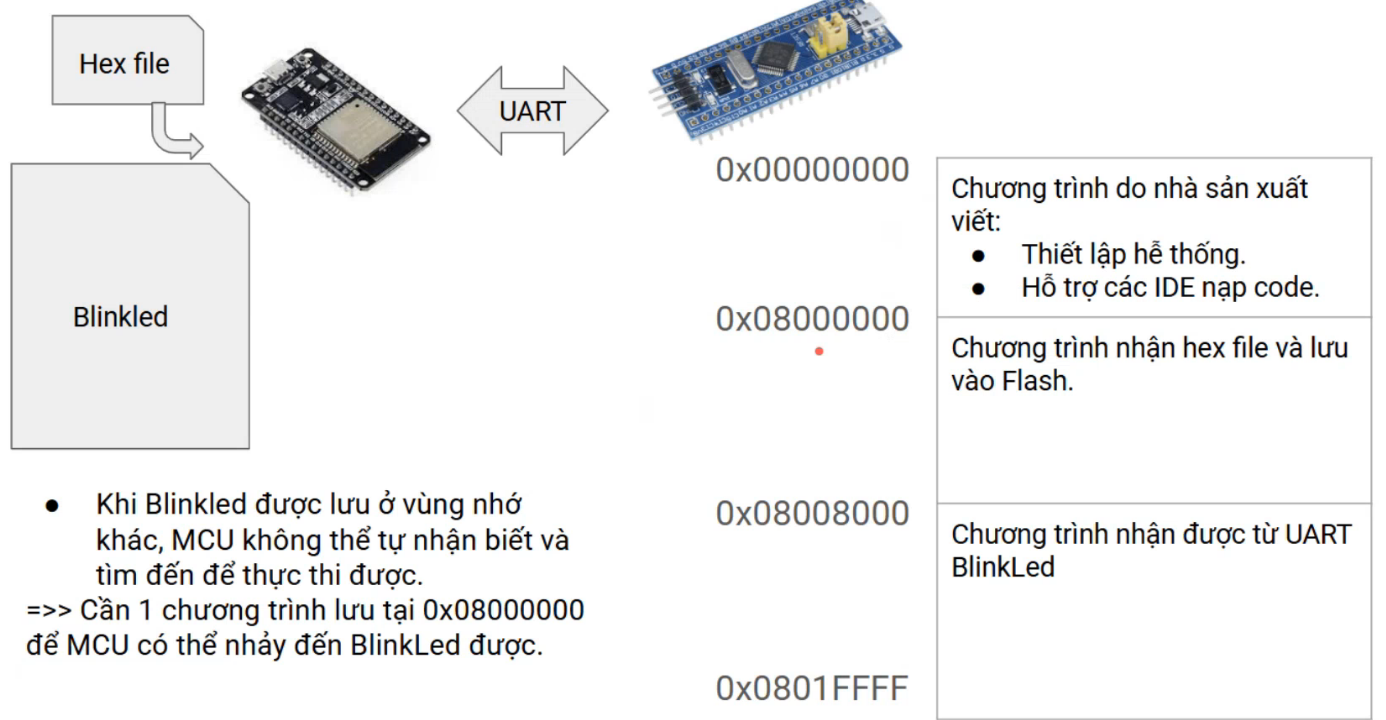 Hex file
UART
Blinkled
● Khi Blinkled được lưu ở vùng nhớ
khác, MCU không thể tự nhận biết và
tìm đến để thực thi được.
=>> Cần 1 chương trình lưu tại 0x08000000
để MCU có thể nhảy đến BlinkLed được.
0x00000000
Chương trình do nhà sản xuất
viết:
● Thiết lập hễ thống.
● Hỗ trợ các IDE nạp code.
0x08000000
Chương trình nhận hex file và lưu
vào Flash.
0x08008000
Chương trình nhận được từ UART
BlinkLed
0x0801FFFF